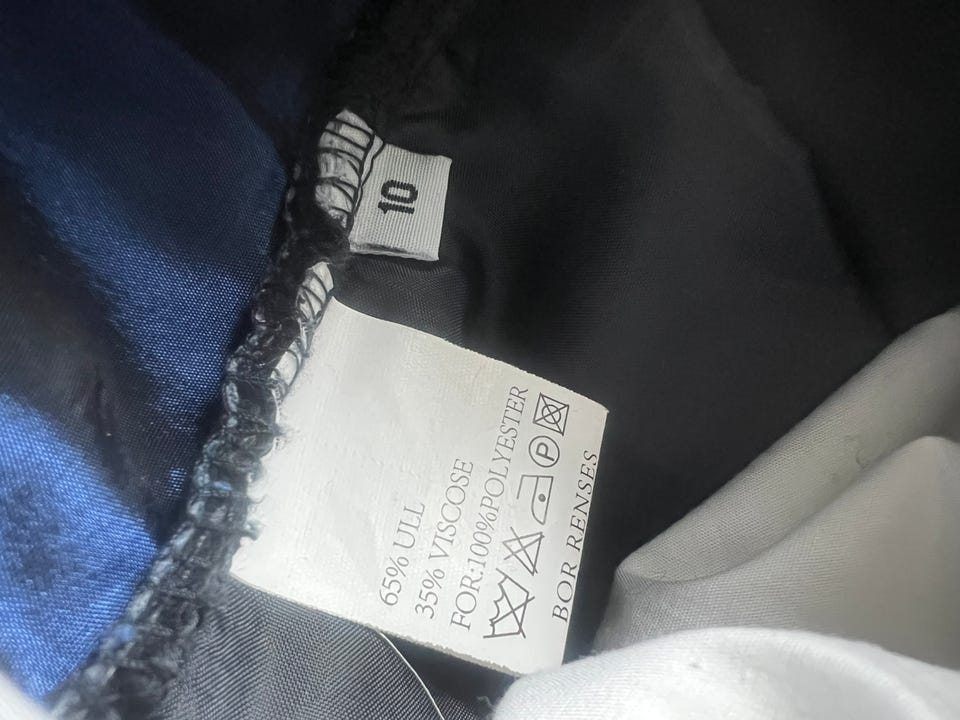 10
65% ULL
35% VISCOSE
FOR:100%POLYESTER
P
BOR RENSES